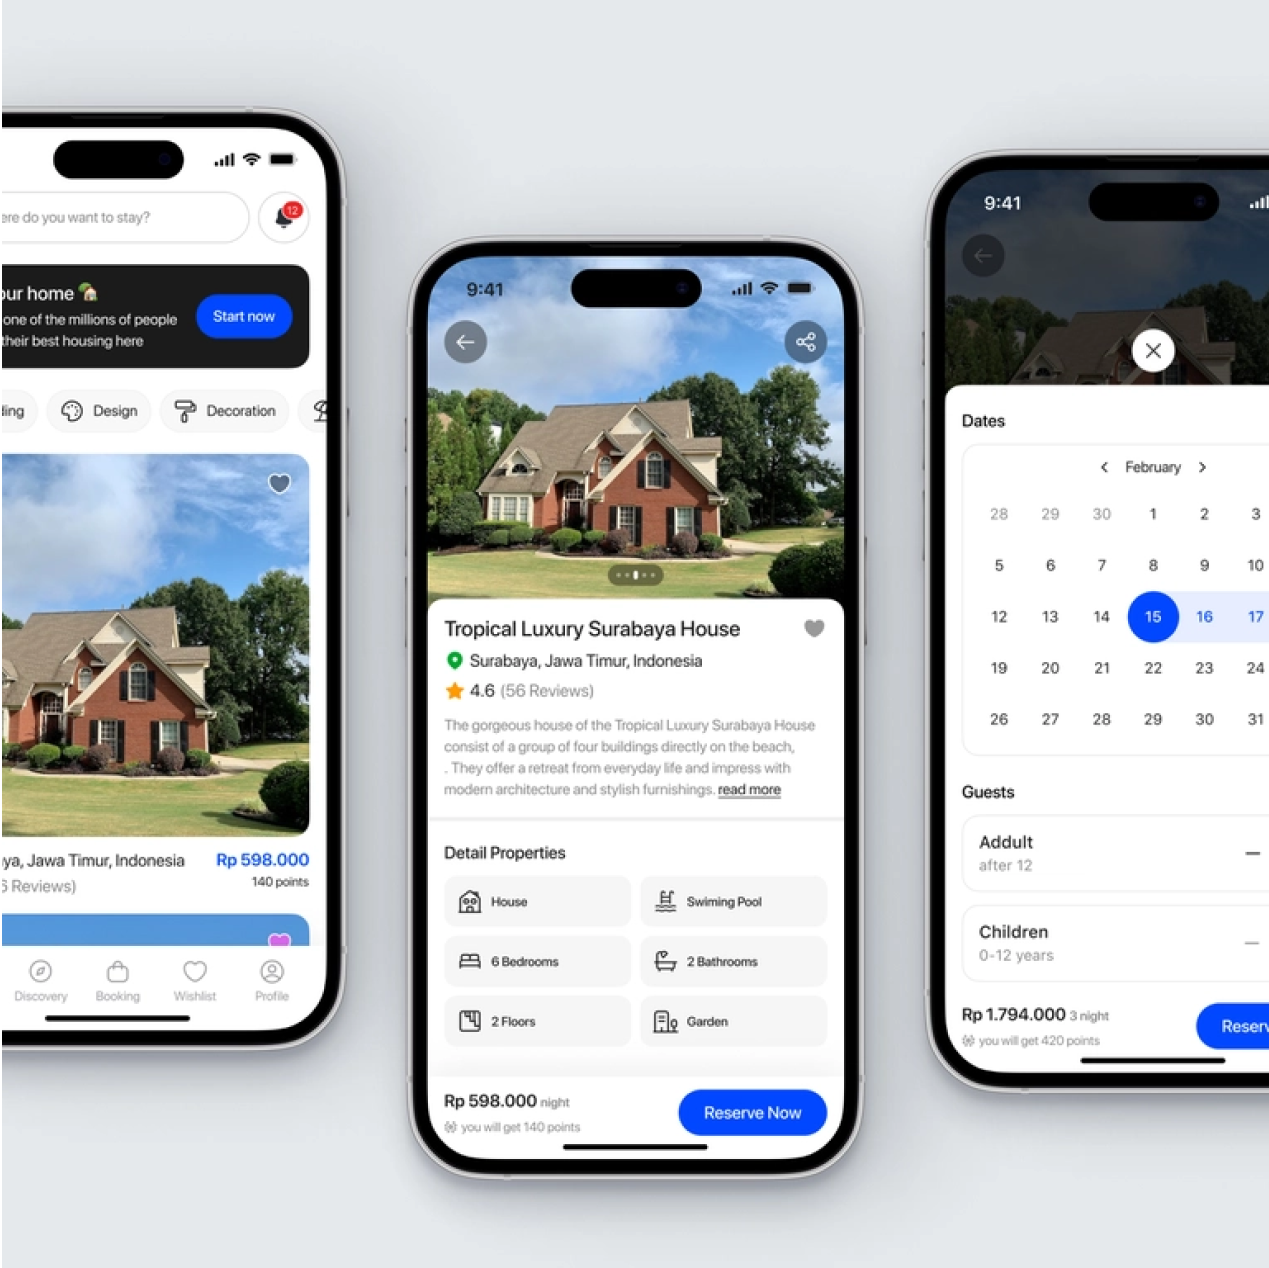 ere do you want to stay?
12
our home
one of the millions of people
their best housing here
Start now
ding
Design
Decoration
ya, Jawa Timur, Indonesia
Rp 598.000
6 Reviews)
140 points
Discovery
Booking
Wishlist
Profile
9:41
Tropical Luxury Surabaya House
Surabaya, Jawa Timur, Indonesia
4.6 (56 Reviews)
The gorgeous house of the Tropical Luxury Surabaya House
consist of a group of four buildings directly on the beach,
. They offer a retreat from everyday life and impress with
modern architecture and stylish furnishings. read more
Detail Properties
House
Swiming Pool
6 Bedrooms
2 Bathrooms
2 Floors
Garden
Rp 598.000 night
you will get 140 points
Reserve Now
9:41
Dates
February
28 29 30 1 2 3
5 6 7 8 9 10
12 13 14 15 16 17
19 20 21 22 23 24
26 27 28 29 30 31
Guests
Addult
after 12
Children
0-12 years
Rp 1.794.000 3 night
you will get 420 points
Reserv